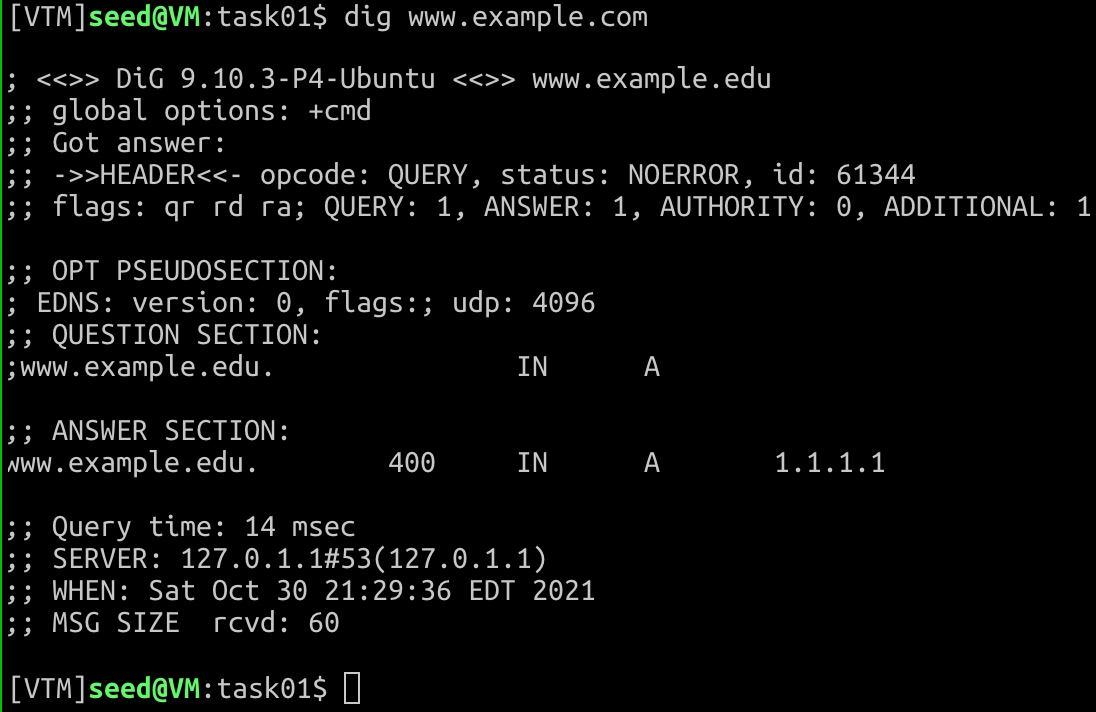 [VTM]seed@VM:task01$ dig www.example.com
; <<>> DiG 9.10.3-P4-Ubuntu <<>> www.example.edu
;; global options: +cmd
;; Got answer:
;; ->>HEADER<<- opcode: QUERY, status: NOERROR, id: 61344
;; flags: qr rd ra; QUERY: 1, ANSWER: 1, AUTHORITY: 0, ADDITIONAL: 1
;; OPT PSEUDOSECTION:
; EDNS: version: 0, flags:; udp: 4096
;; QUESTION SECTION:
;www.example.edu. IN A
;; ANSWER SECTION:
www.example.edu. 400 IN A 1.1.1.1
;; Query time: 14 msec
;; SERVER: 127.0.1.1#53(127.0.1.1)
;; WHEN: Sat Oct 30 21:29:36 EDT 2021
;; MSG SIZE rcvd: 60
[VTM]seed@VM:task01$